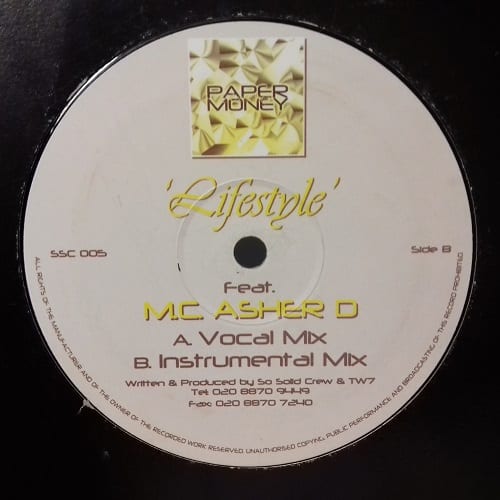 PAPER
MONEY
'Lifestyle'
SSC 005
Side B
Feat.
M.C. ASHER D
A. Vocal Mix
B. Instrumental Mix
Written & Produced by So Solid Crew & TW7
Tel: 020 8870 9449
Fax: 020 8870 7240
ALL RIGHTS OF THE MANUFACTURER AND OF THE OWNER OF THE RECORDED WORK RESERVED. UNAUTHORISED COPYING, PUBLIC PERFORMANCE AND BROADCASTING OF THIS RECORD PROHIBITED